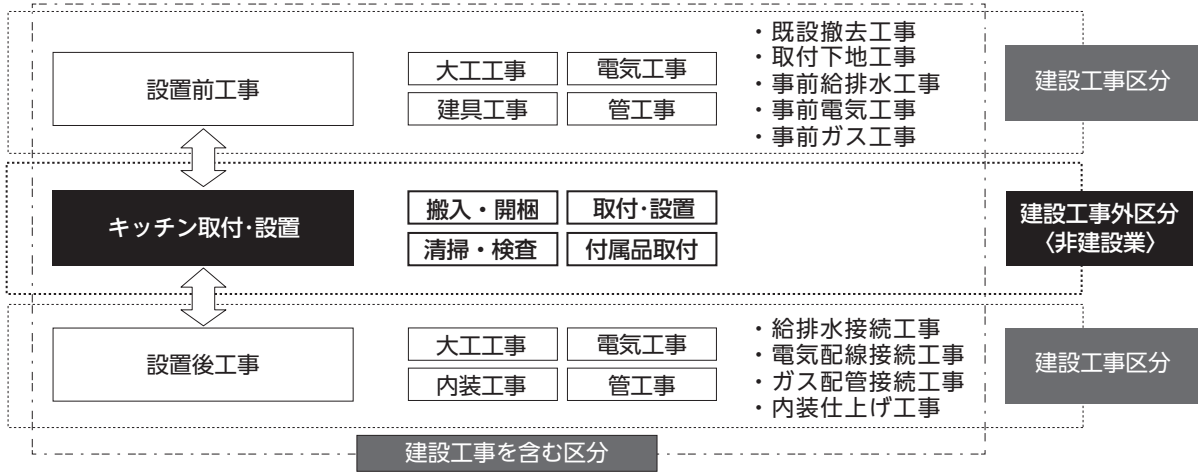 設置前工事
大工工事
電気工事
建具工事
管工事
・既設撤去工事
・取付下地工事
・事前給排水工事
・事前電気工事
・事前ガス工事
建設工事区分
キッチン取付・設置
搬入・開梱
取付・設置
清掃・検査
付属品取付
建設工事外区分
〈非建設業〉
設置後工事
大工工事
電気工事
内装工事
管工事
・給排水接続工事
・電気配線接続工事
・ガス配管接続工事
・内装仕上げ工事
建設工事区分
建設工事を含む区分